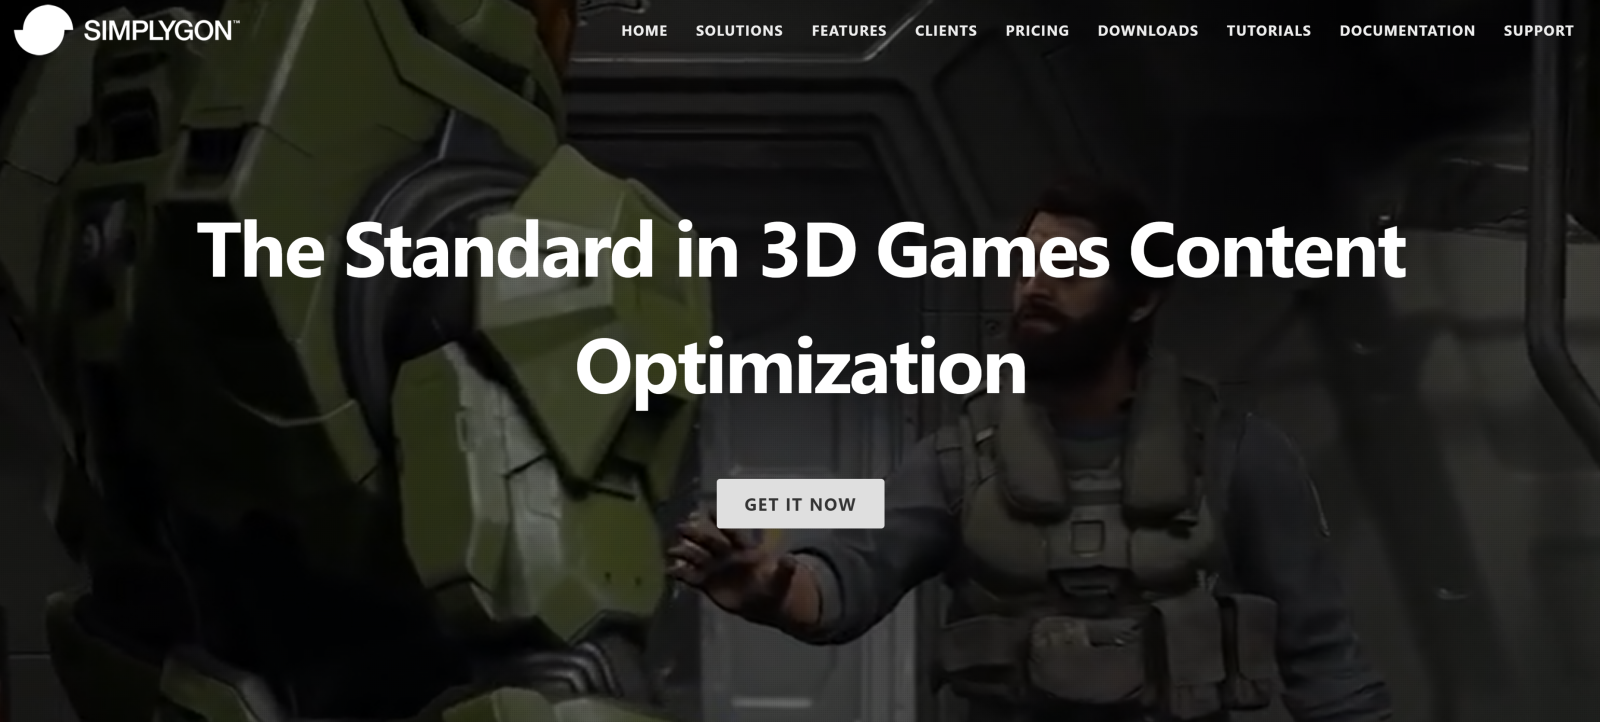 SIMPLYGON™
HOME SOLUTIONS FEATURES CLIENTS PRICING DOWNLOADS TUTORIALS DOCUMENTATION SUPPORT
The Standard in 3D Games Content
Optimization
GET IT NOW